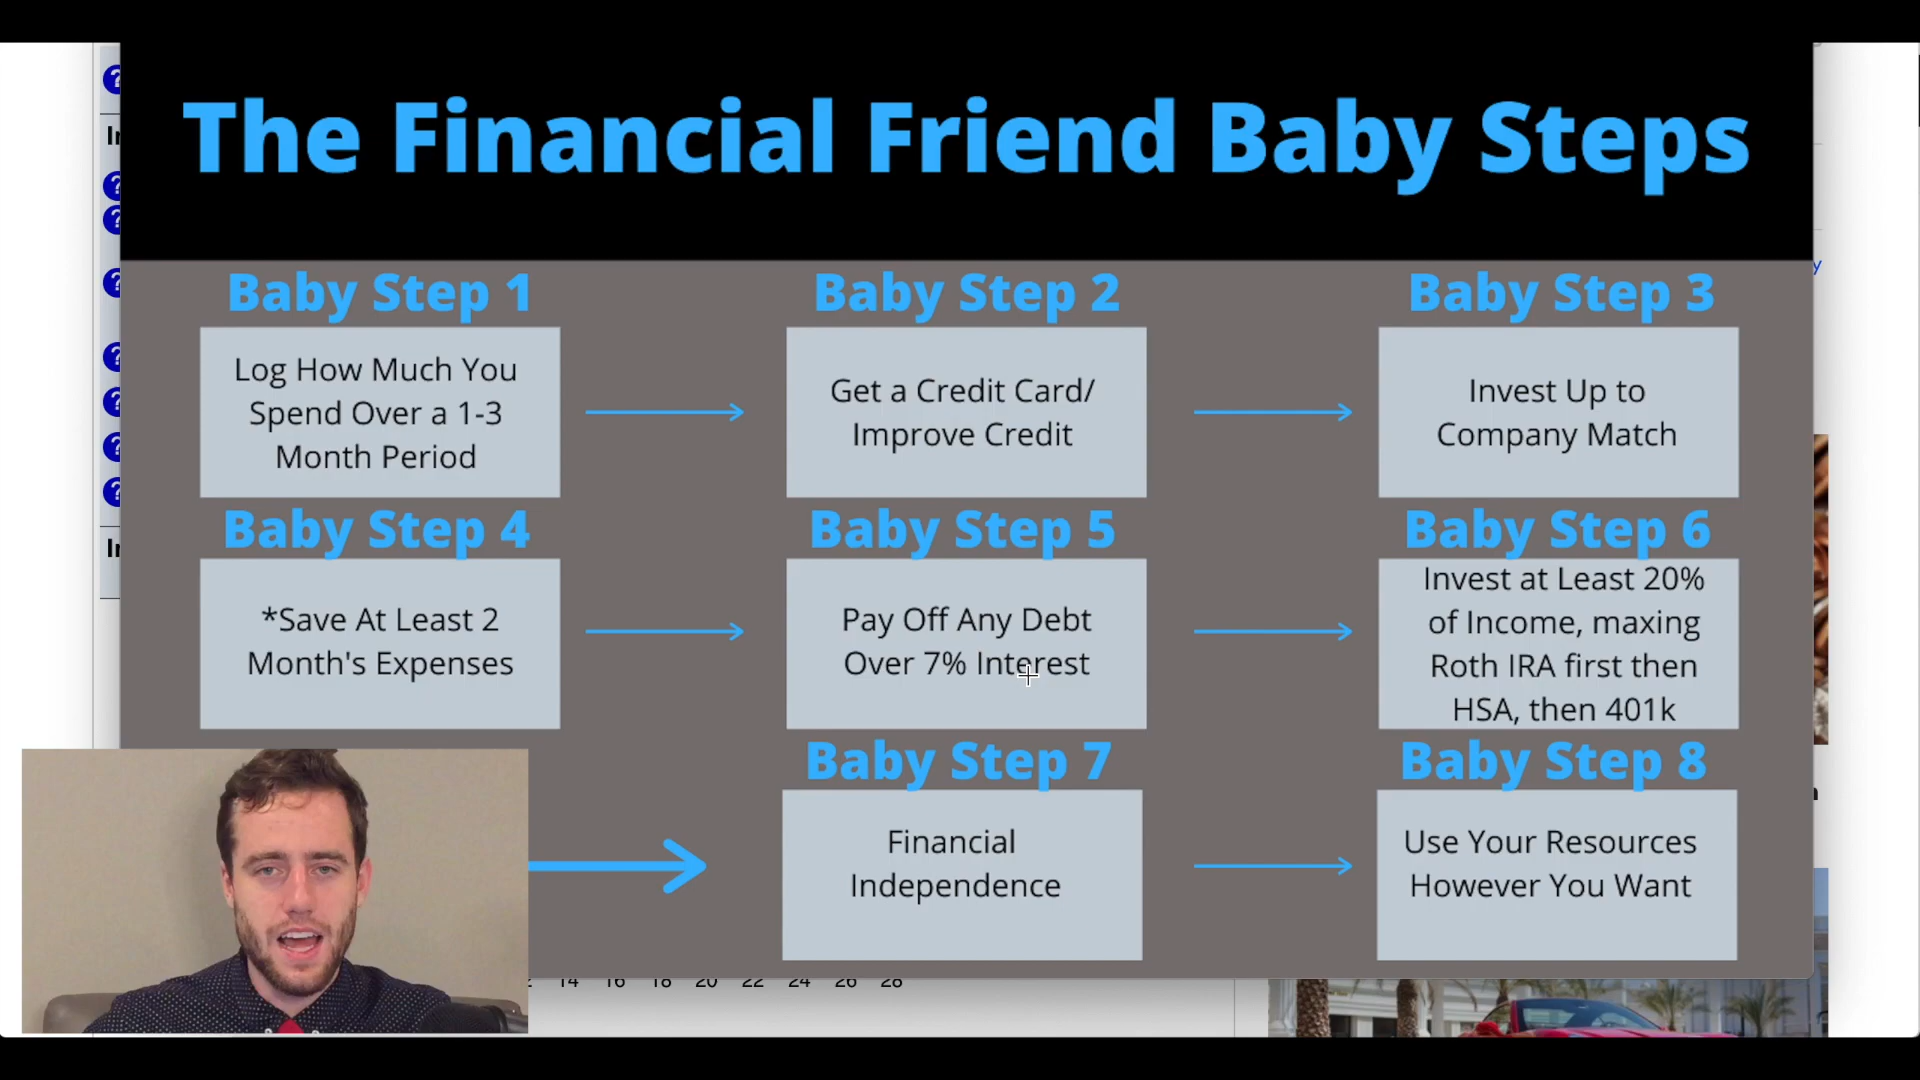 The Financial Friend Baby Steps
Baby Step 1
Log How Much You
Spend Over a 1-3
Month Period
Baby Step 2
Get a Credit Card/
Improve Credit
Baby Step 3
Invest Up to
Company Match
Baby Step 4
*Save At Least 2
Month's Expenses
Baby Step 5
Pay Off Any Debt
Over 7% Interest
Baby Step 6
Invest at Least 20%
of Income, maxing
Roth IRA first then
HSA, then 401k
Baby Step 7
Financial
Independence
Baby Step 8
Use Your Resources
However You Want
14 16 18 20 22 24 26 28